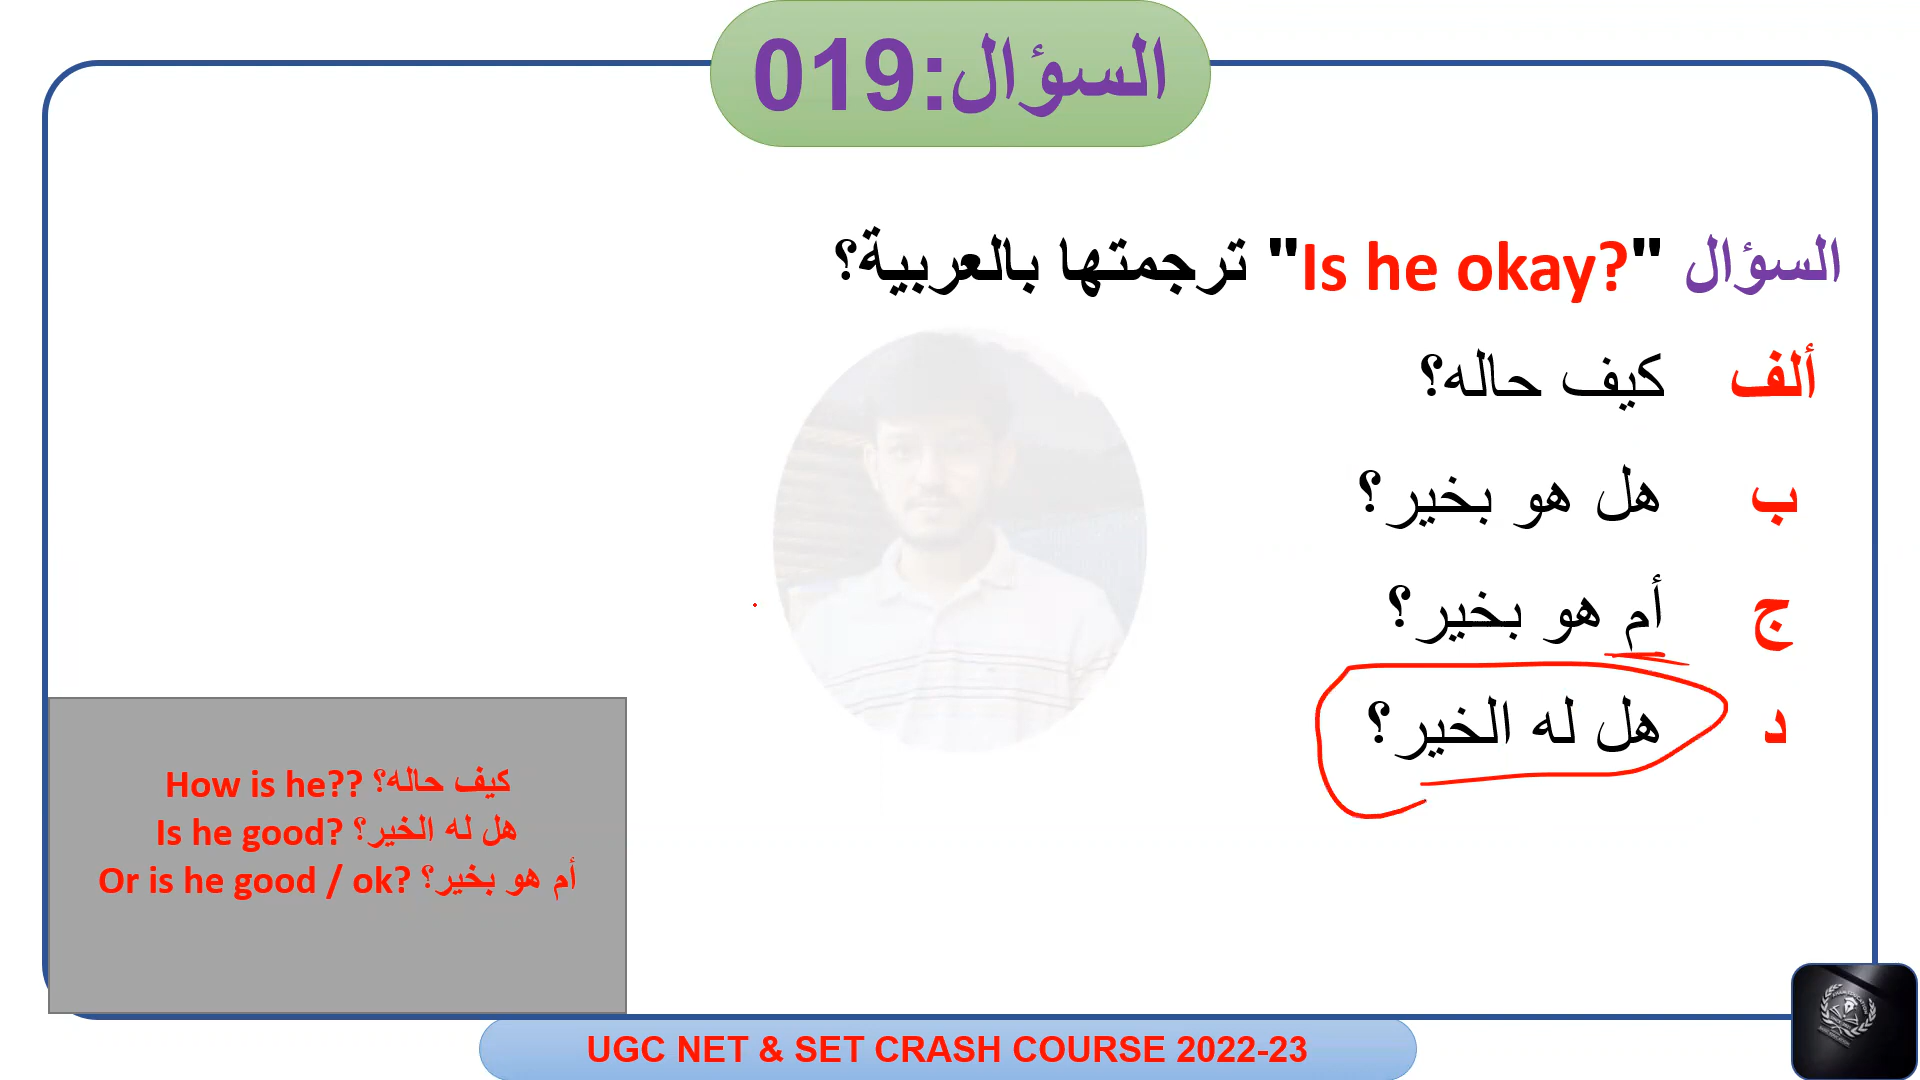 السؤال:019
السؤال "Is he okay?" ترجمتها بالعربية؟
ألف كيف حاله؟
ب هل هو بخير؟
ج أم هو بخير؟
د هل له الخير؟
How is he?? كيف حاله؟
Is he good? هل له الخير؟
Or is he good / ok? أم هو بخير؟
UGC NET & SET CRASH COURSE 2022-23